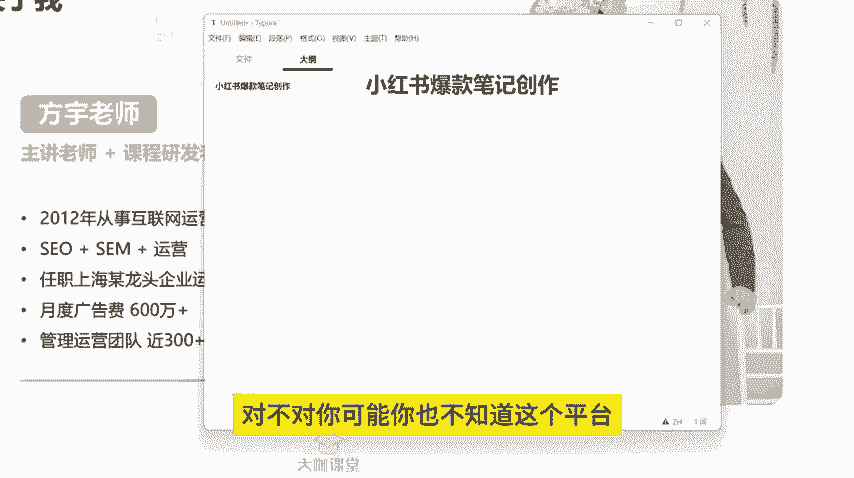 Untitled - Typora
文件(F) 编辑(E) 段落(P) 格式(O) 视图(V) 主题(T) 帮助(H)
文件 大纲
小红书爆款笔记创作
小红书爆款笔记创作
方宇老师
主讲老师 + 课程研发
• 2012年从事互联网运营
• SEO + SEM + 运营
• 任职上海某龙头企业运
• 月度广告费 600万+
• 管理运营团队 近300+
对不对你可能你也不知道这个平台
ZH
大咖课堂